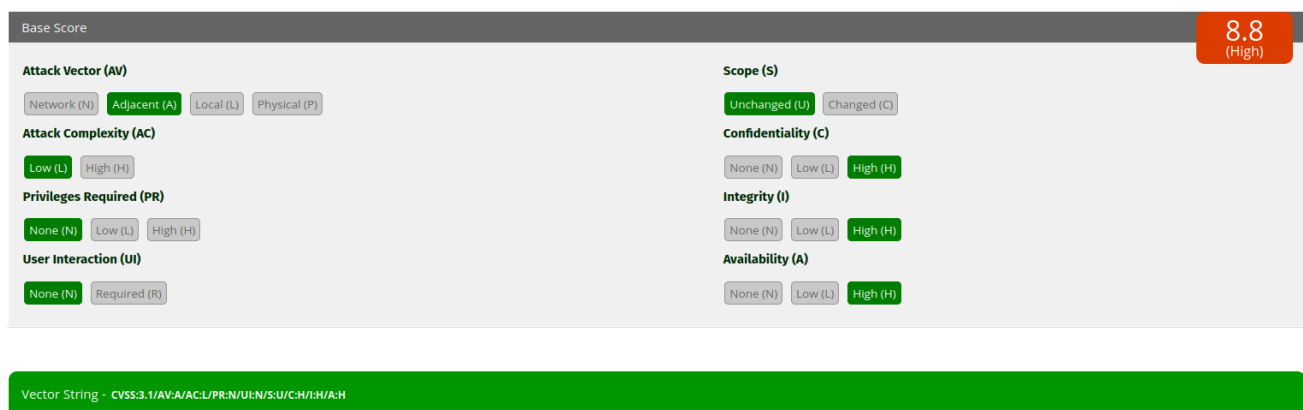 Base Score
8.8
(High)
Attack Vector (AV)
Network (N) Adjacent (A) Local (L) Physical (P)
Attack Complexity (AC)
Low (L) High (H)
Privileges Required (PR)
None (N) Low (L) High (H)
User Interaction (UI)
None (N) Required (R)
Scope (S)
Unchanged (U) Changed (C)
Confidentiality (C)
None (N) Low (L) High (H)
Integrity (I)
None (N) Low (L) High (H)
Availability (A)
None (N) Low (L) High (H)
Vector String - CVSS:3.1/AV:A/AC:L/PR:N/UI:N/S:U/C:H/I:H/A:H